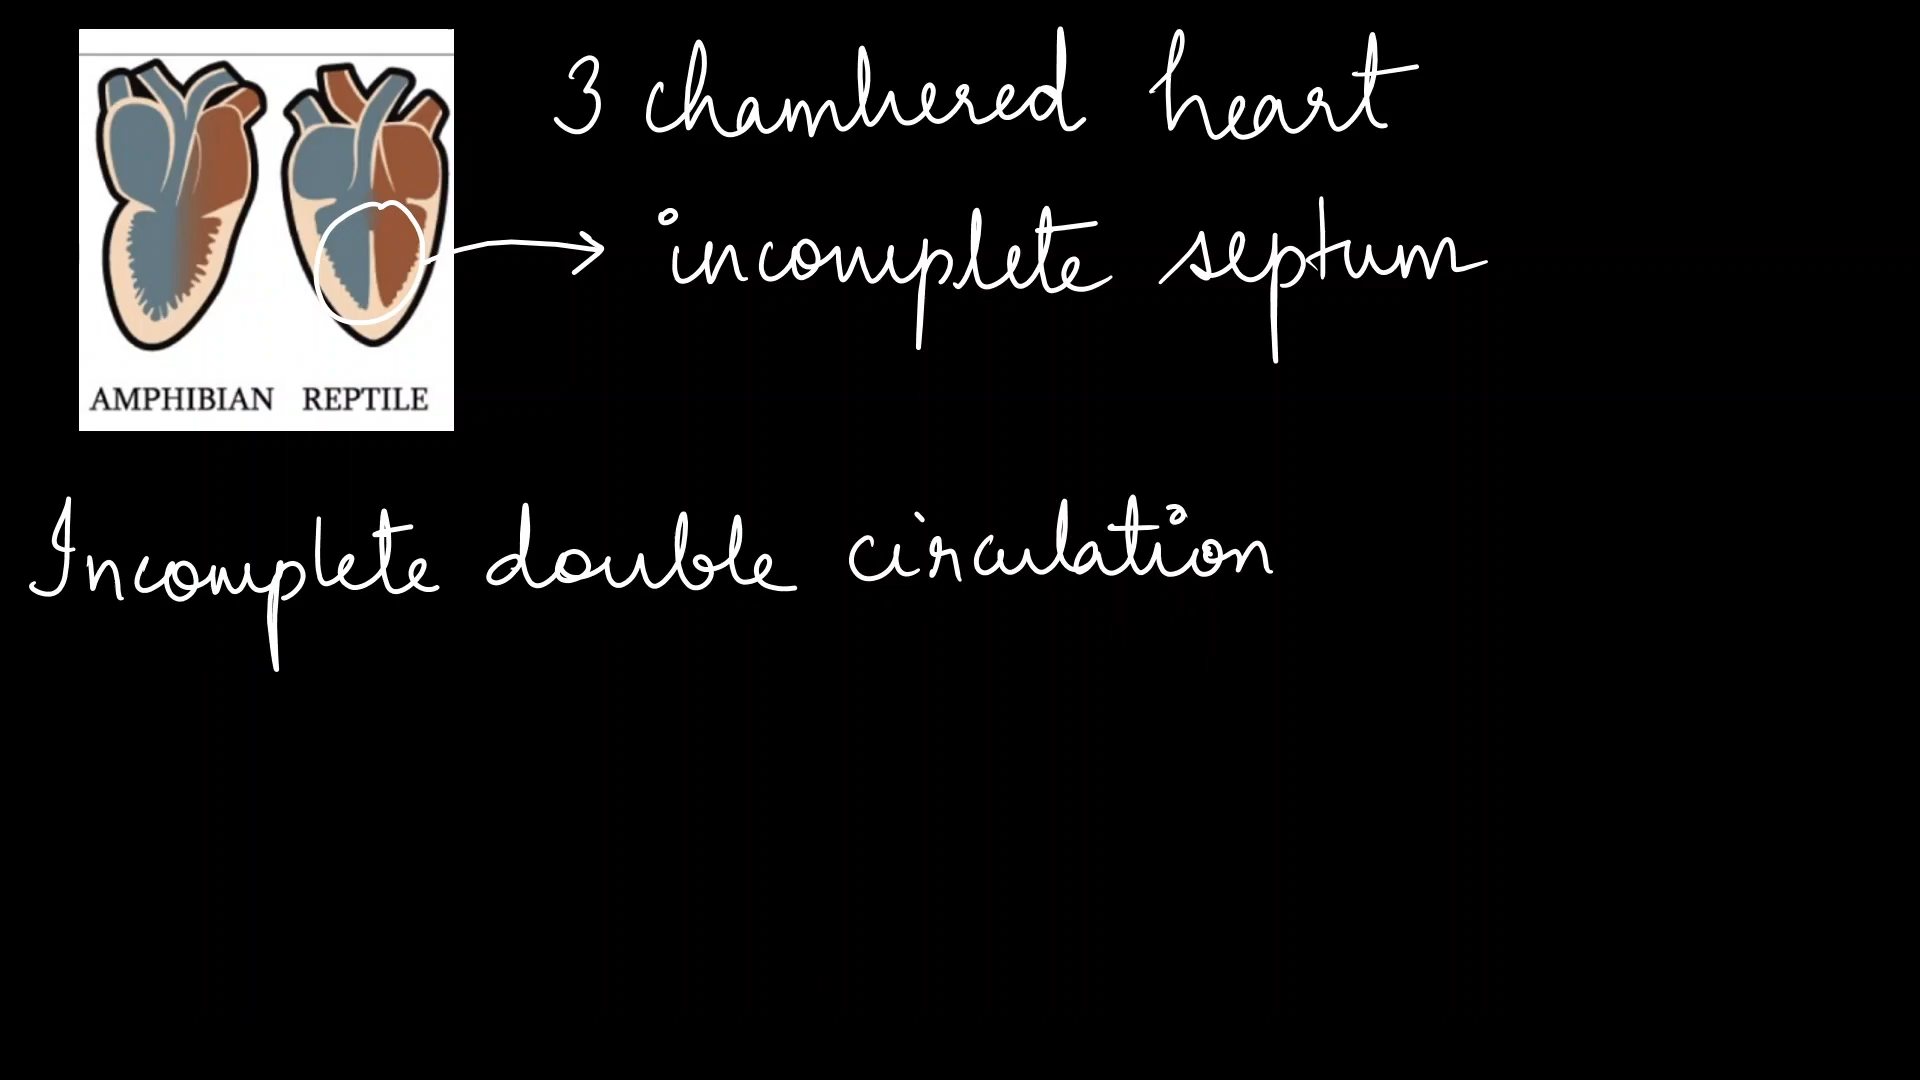 3 chambered heart
incomplete septum
AMPHIBIAN REPTILE
Incomplete double circulation